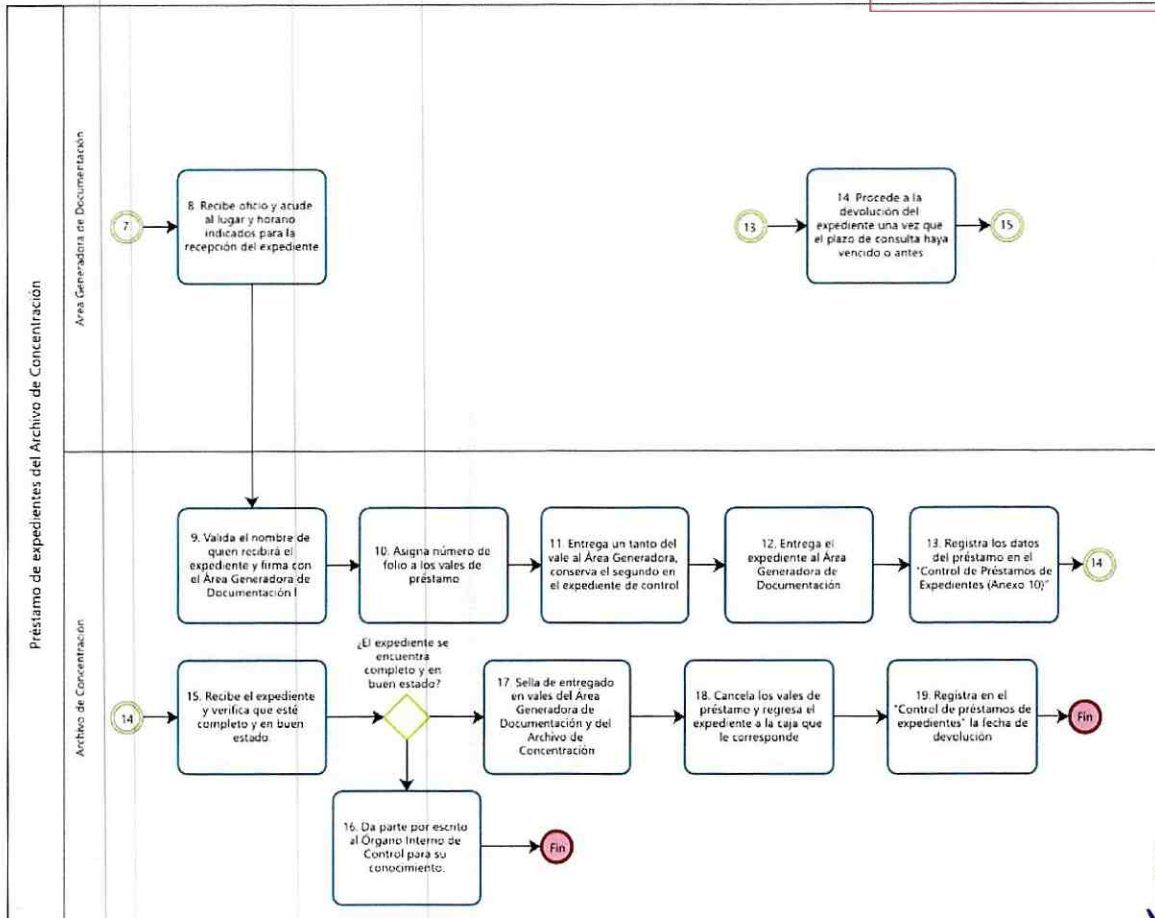 Préstamo de expedientes del Archivo de Concentración
Area Generadora de Documentación
7
8. Recibe oficio y acude
al lugar y horario
indicados para la
recepción del expediente
13
14 Procede a la
devolución del
expediente una vez que
el plazo de consulta haya
vencido o antes
15
Archivo de Concentración
9. Valida el nombre de
quien recibirá el
expediente y firma con
el Área Generadora de
Documentación l
10. Asigna número de
folio a los vales de
préstamo
11. Entrega un tanto del
vale al Área Generadora,
conserva el segundo en
el expediente de control
12. Entrega el
expediente al Área
Generadora de
Documentación
13. Registra los datos
del préstamo en el
"Control de Préstamos de
Expedientes (Anexo 10)"
14
14
15. Recibe el expediente
y verifica que esté
completo y en buen
estado.
¿El expediente se
encuentra
completo y en
buen estado?
17. Sella de entregado
en vales del Área
Generadora de
Documentación y del
Archivo de
Concentración
18. Cancela los vales de
préstamo y regresa el
expediente a la caja que
le corresponde
19. Registra en el
"Control de préstamos
de expedientes" la fecha de
devolución
Fin
16. Da parte por escrito
al Órgano Interno de
Control para su
conocimiento.
Fin